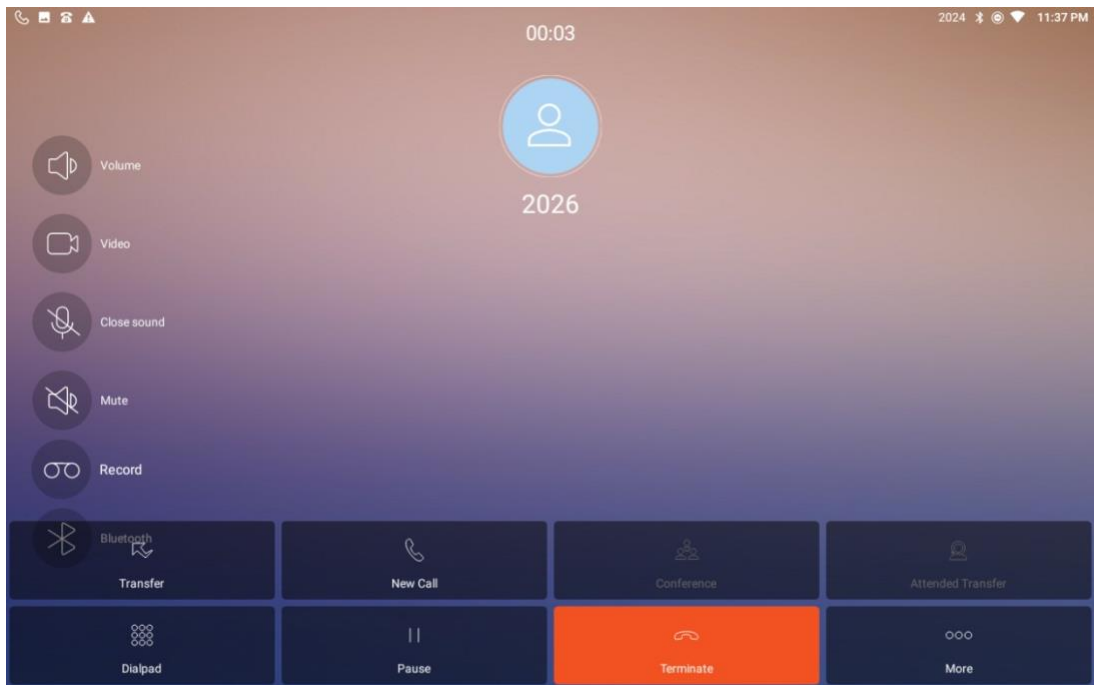 2024 11:37 PM
00:03
2026
Volume
Video
Close sound
Mute
Record
Bluetooth
Transfer
New Call
Conference
Attended Transfer
Dialpad
Pause
Terminate
More